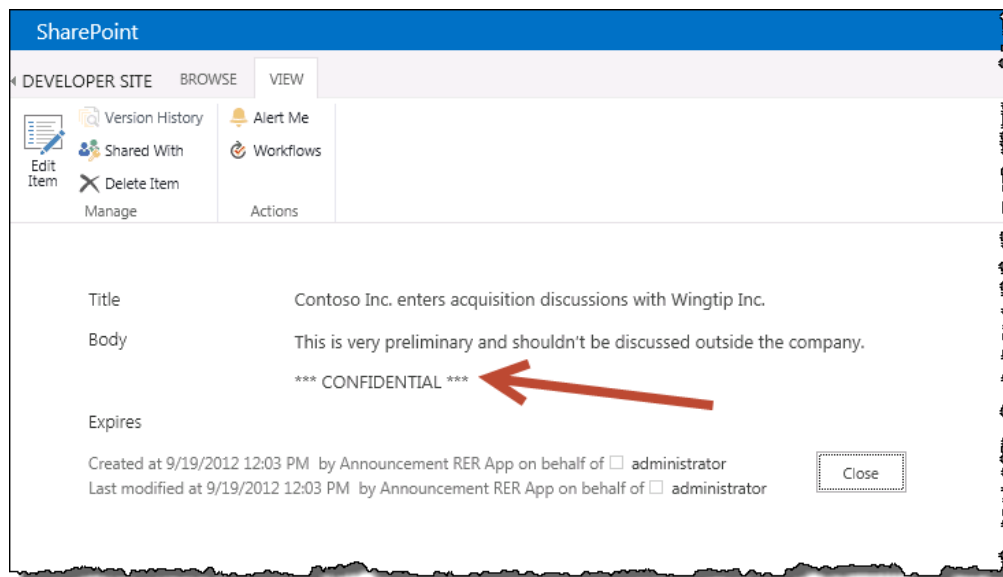 SharePoint
DEVELOPER SITE BROWSE VIEW
Edit Item
Version History
Shared With
Delete Item
Manage
Alert Me
Workflows
Actions
Title Contoso Inc. enters acquisition discussions with Wingtip Inc.
Body This is very preliminary and shouldn't be discussed outside the company.
*** CONFIDENTIAL ***
Expires
Created at 9/19/2012 12:03 PM by Announcement RER App on behalf of administrator
Last modified at 9/19/2012 12:03 PM by Announcement RER App on behalf of administrator
Close